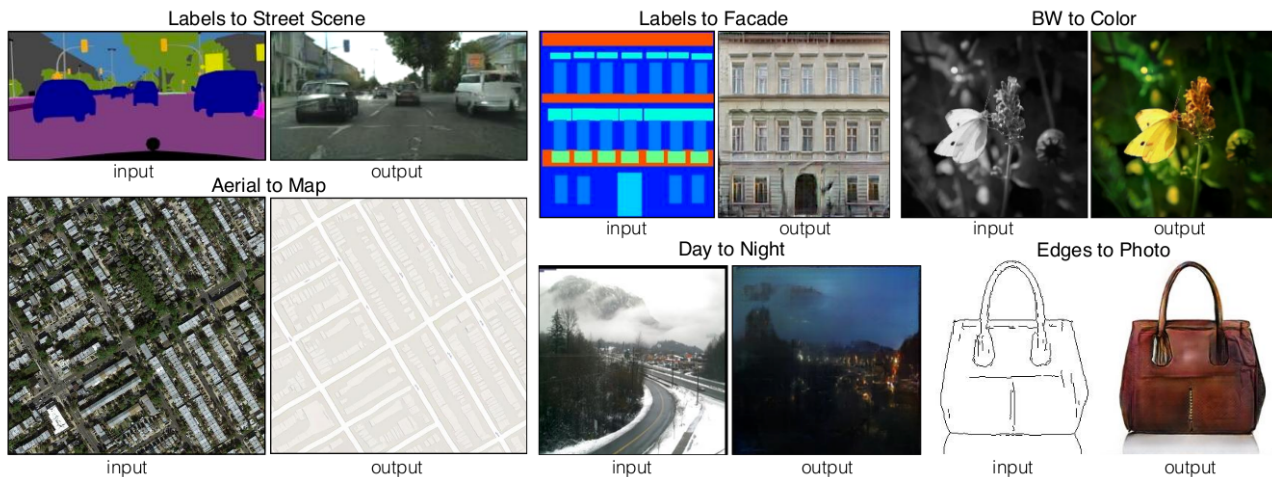 Labels to Street Scene
input
output
Aerial to Map
input
output
Labels to Facade
input
output
BW to Color
input
output
Day to Night
input
output
Edges to Photo
input
output